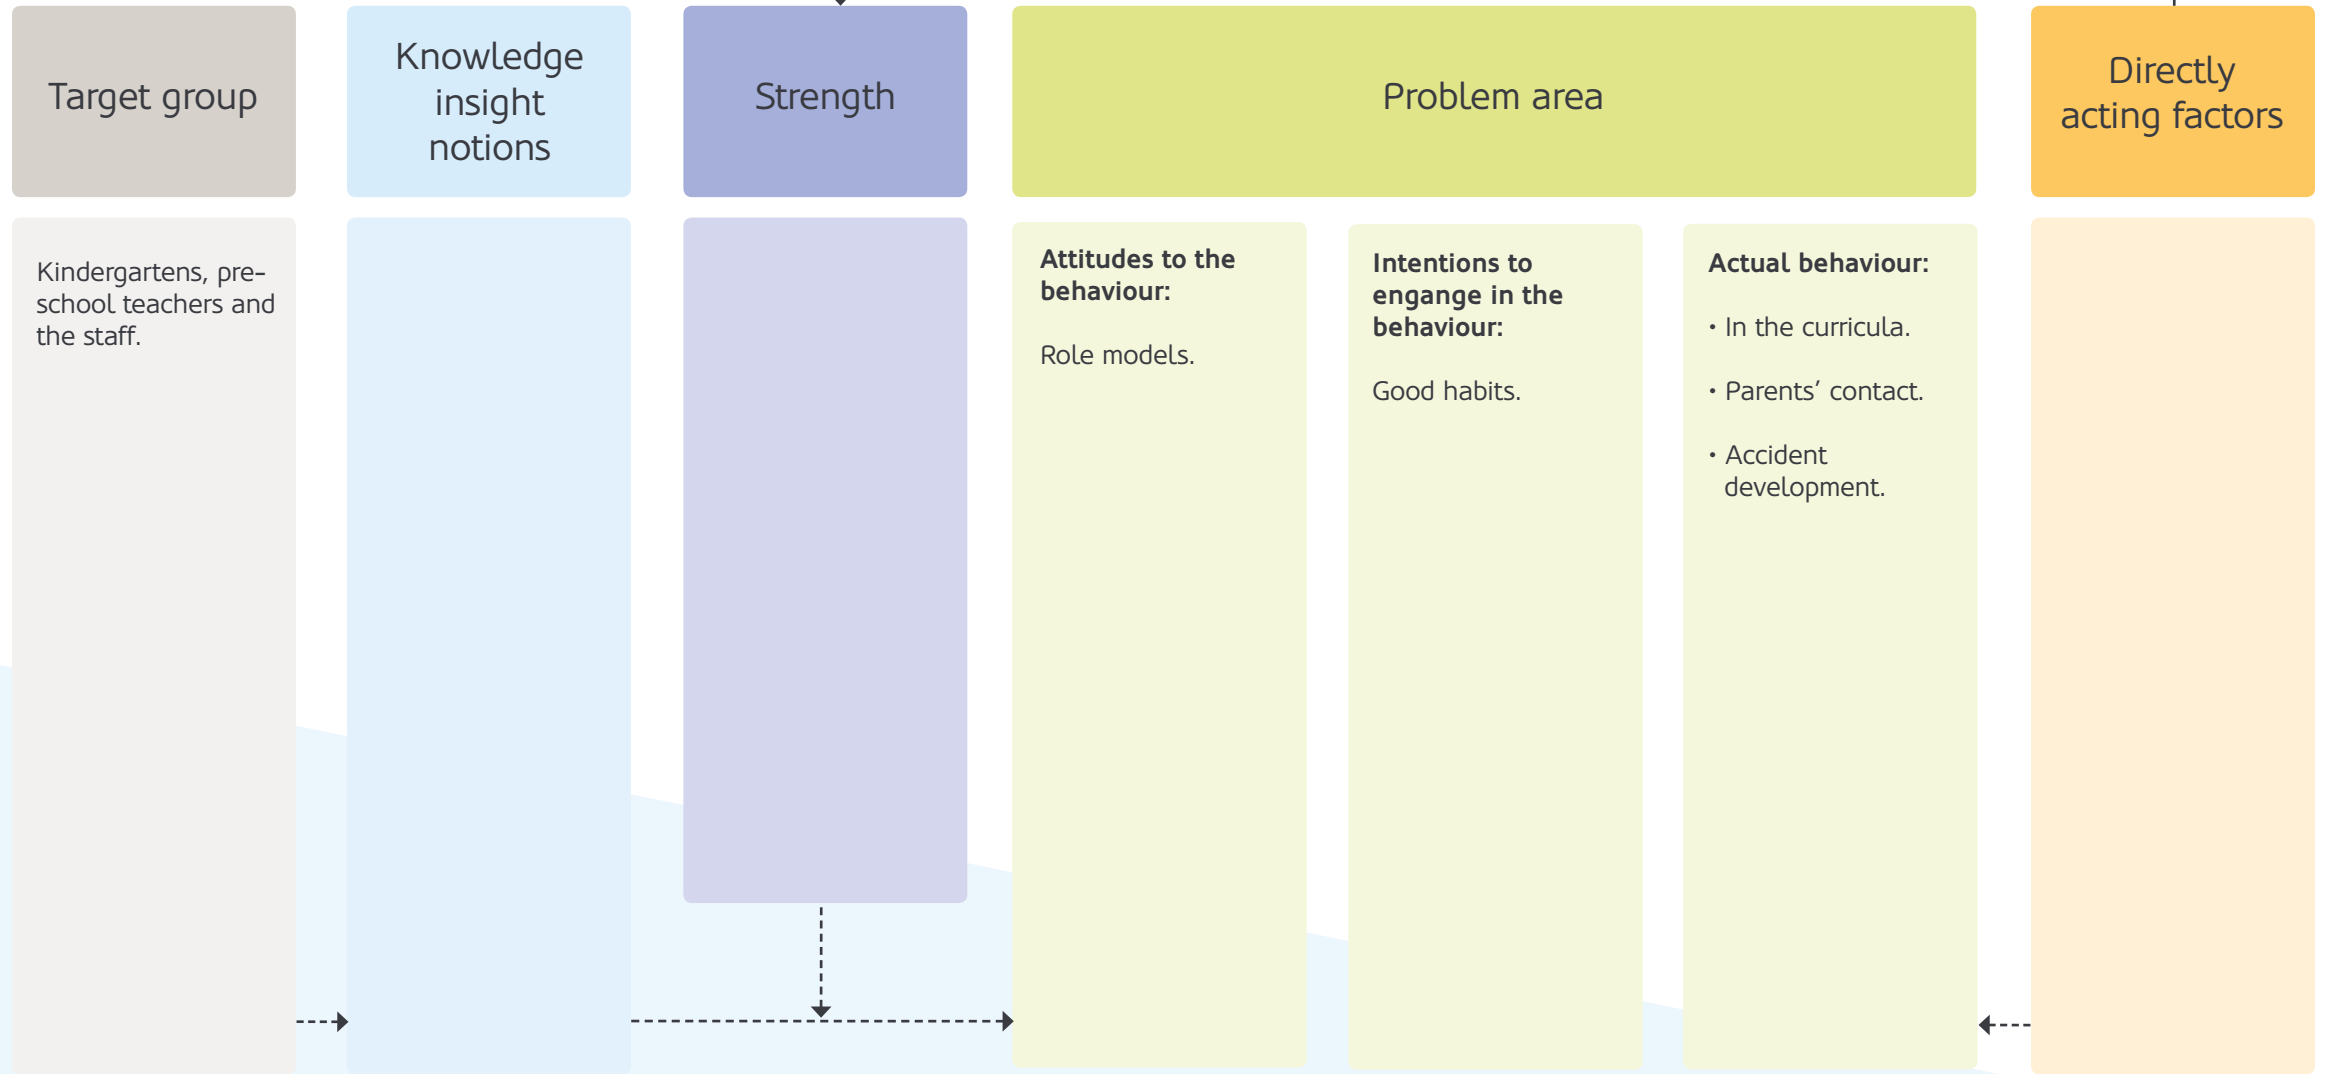 Target group
Knowledge
insight
notions
Strength
Problem area
Directly
acting factors
Kindergartens, pre-
school teachers and
the staff.
Attitudes to the
behaviour:
Role models.
Intentions to
engange in the
behaviour:
Good habits.
Actual behaviour:
• In the curricula.
• Parents’ contact.
• Accident
development.